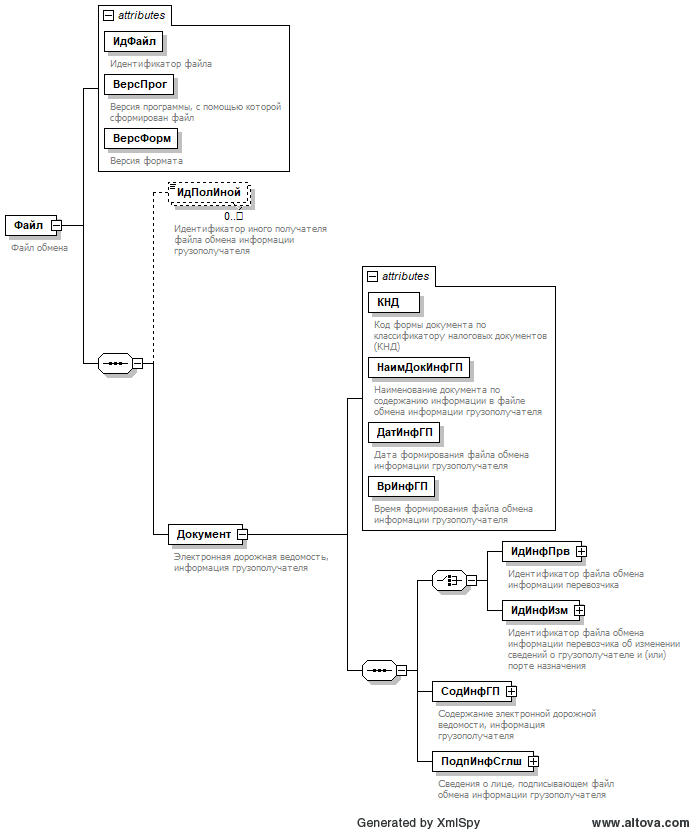 attributes
ИдФайл
Идентификатор файла
ВерсПрог
Версия программы, с помощью которой
сформирован файл
ВерсФорм
Версия формата
Файл
Файл обмена
ИдПолИной
0..
Идентификатор иного получателя
файла обмена информации
грузополучателя
attributes
КНД
Код формы документа по
классификатору налоговых документов
(КНД)
НаимДокИнфГП
Наименование документа по
содержанию информации в файле
обмена информации грузополучателя
ДатИнфГП
Дата формирования файла обмена
информации грузополучателя
ВрИнфГП
Время формирования файла обмена
информации грузополучателя
Документ
Электронная дорожная ведомость,
информация грузополучателя
ИдИнфПрв
Идентификатор файла обмена
информации перевозчика
ИдИнфИзм
Идентификатор файла обмена
информации перевозчика об изменении
сведений о грузополучателе и (или)
порте назначения
СодИнфГП
Содержание электронной дорожной
ведомости, информация
грузополучателя
ПодпИнфСглш
Сведения о лице, подписывающем файл
обмена информации грузополучателя
Generated by XmlSpy
www.altova.com